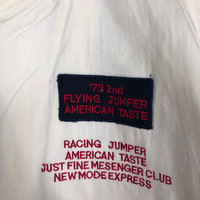 '73 2nd
FLYING JUMPER
AMERICAN TASTE
RACING JUMPER
AMERICAN TASTE
JUST FINE MESENGER CLUB
NEW MODE EXPRESS